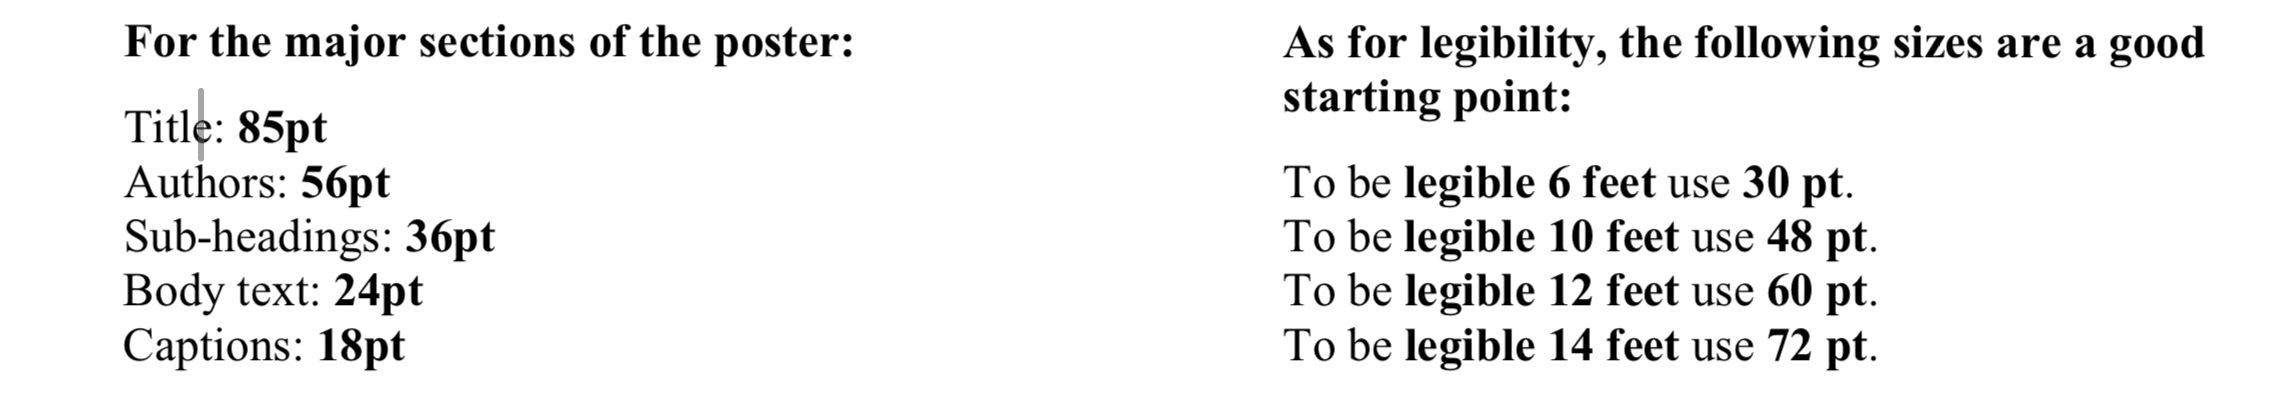 For the major sections of the poster:
Title: 85pt
Authors: 56pt
Sub-headings: 36pt
Body text: 24pt
Captions: 18pt
As for legibility, the following sizes are a good
starting point:
To be legible 6 feet use 30 pt.
To be legible 10 feet use 48 pt.
To be legible 12 feet use 60 pt.
To be legible 14 feet use 72 pt.